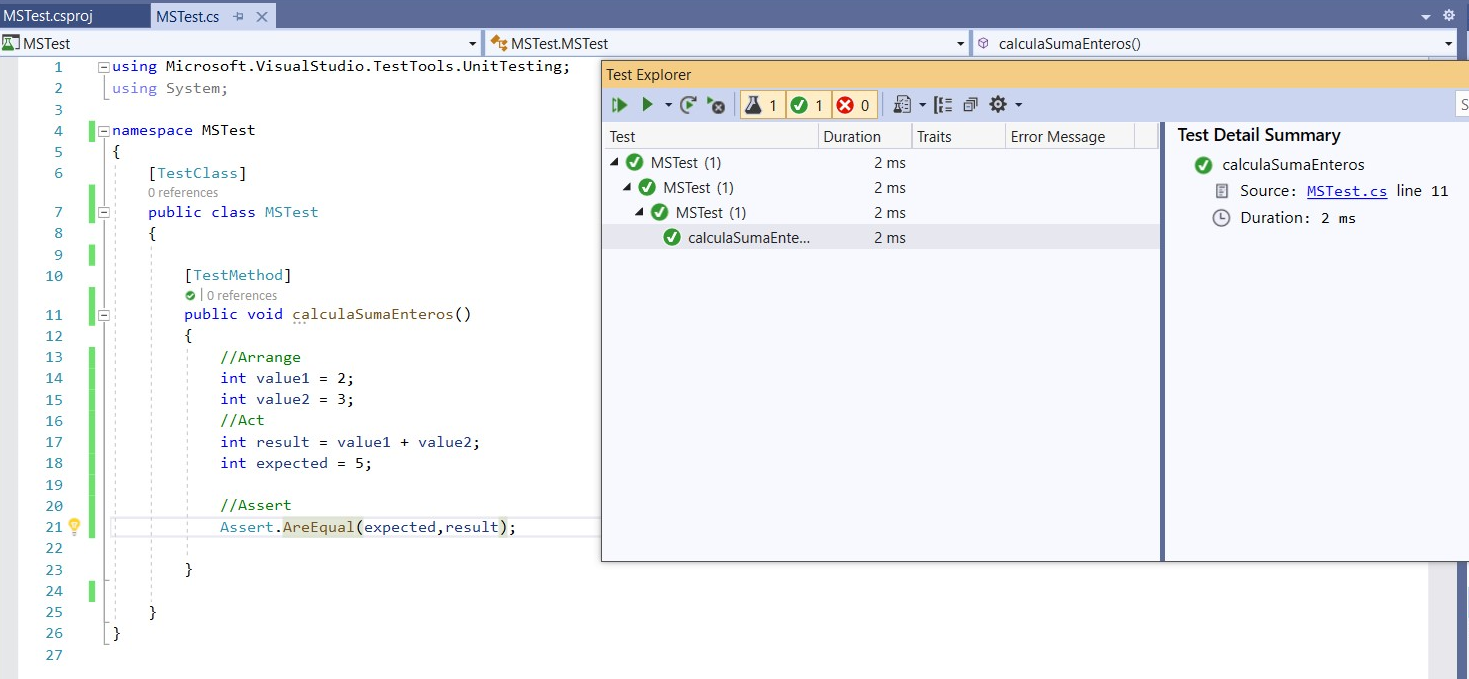 MSTest.csproj
MSTest.cs
MSTest
MSTest.MSTest
calculaSumaEnteros()
1 using Microsoft.VisualStudio.TestTools.UnitTesting;
2 using System;
3
4 namespace MSTest
5 {
6 [TestClass]
0 references
7 public class MSTest
8 {
9
10 [TestMethod]
0 references
11 public void calculaSumaEnteros()
12 {
13 //Arrange
14 int value1 = 2;
15 int value2 = 3;
16 //Act
17 int result = value1 + value2;
18 int expected = 5;
19
20 //Assert
21 Assert.AreEqual(expected,result);
22
23 }
24
25 }
26 }
27
Test Explorer
1 1 0
S
Test Duration Traits Error Message
MSTest (1) 2 ms
MSTest (1) 2 ms
MSTest (1) 2 ms
calculaSumaEnte... 2 ms
Test Detail Summary
calculaSumaEnteros
Source: MSTest.cs line 11
Duration: 2 ms